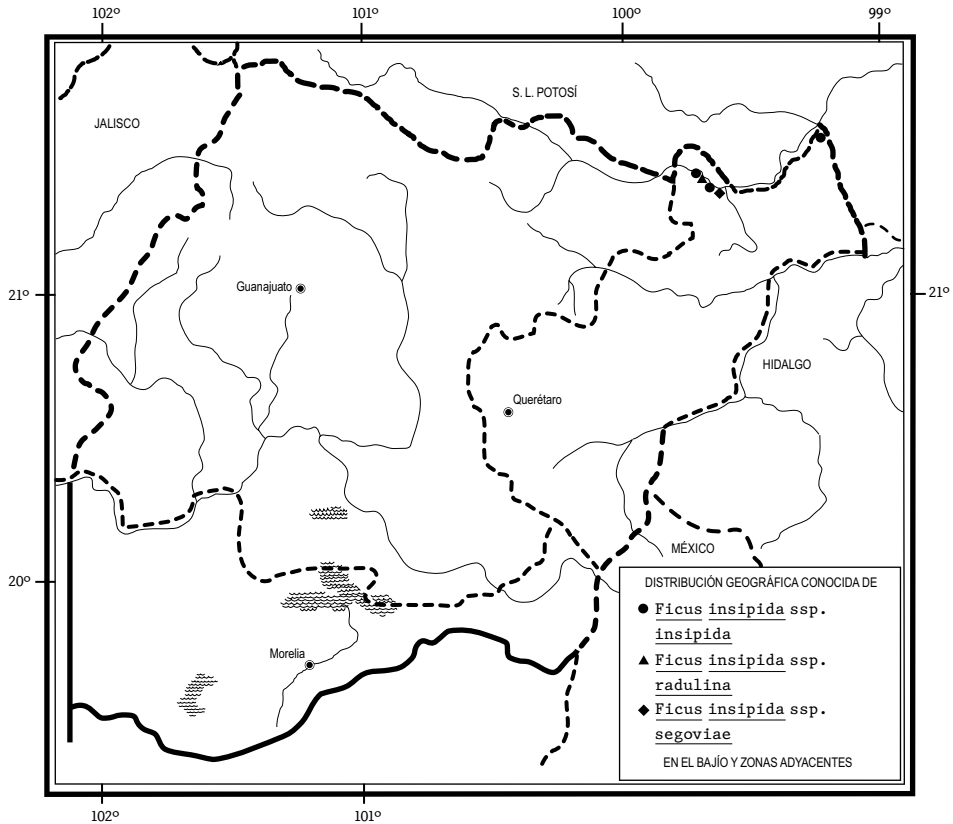 102º 101º 100º 99º
S. L. POTOSÍ
JALISCO
Guanajuato
21º
21º
HIDALGO
Querétaro
MÉXICO
20º
DISTRIBUCIÓN GEOGRÁFICA CONOCIDA DE
Ficus insipida ssp.
insipida
Ficus insipida ssp.
radulina
Ficus insipida ssp.
segoviae
EN EL BAJÍO Y ZONAS ADYACENTES
Morelia
102º 101º